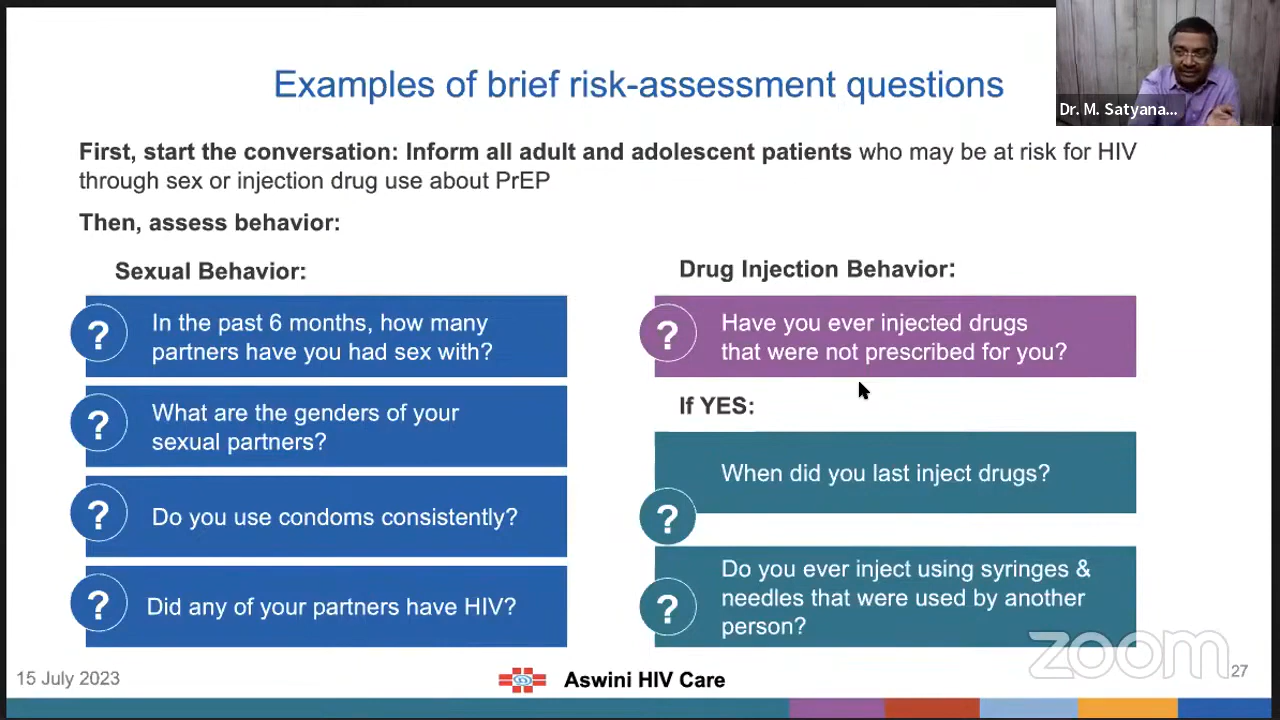 Examples of brief risk-assessment questions
Dr. M. Satyana...
First, start the conversation: Inform all adult and adolescent patients who may be at risk for HIV
through sex or injection drug use about PrEP
Then, assess behavior:
Sexual Behavior:
? In the past 6 months, how many
partners have you had sex with?
? What are the genders of your
sexual partners?
? Do you use condoms consistently?
? Did any of your partners have HIV?
Drug Injection Behavior:
? Have you ever injected drugs
that were not prescribed for you?
If YES:
When did you last inject drugs?
?
? Do you ever inject using syringes &
needles that were used by another
person?
zoom
15 July 2023
Aswini HIV Care
27